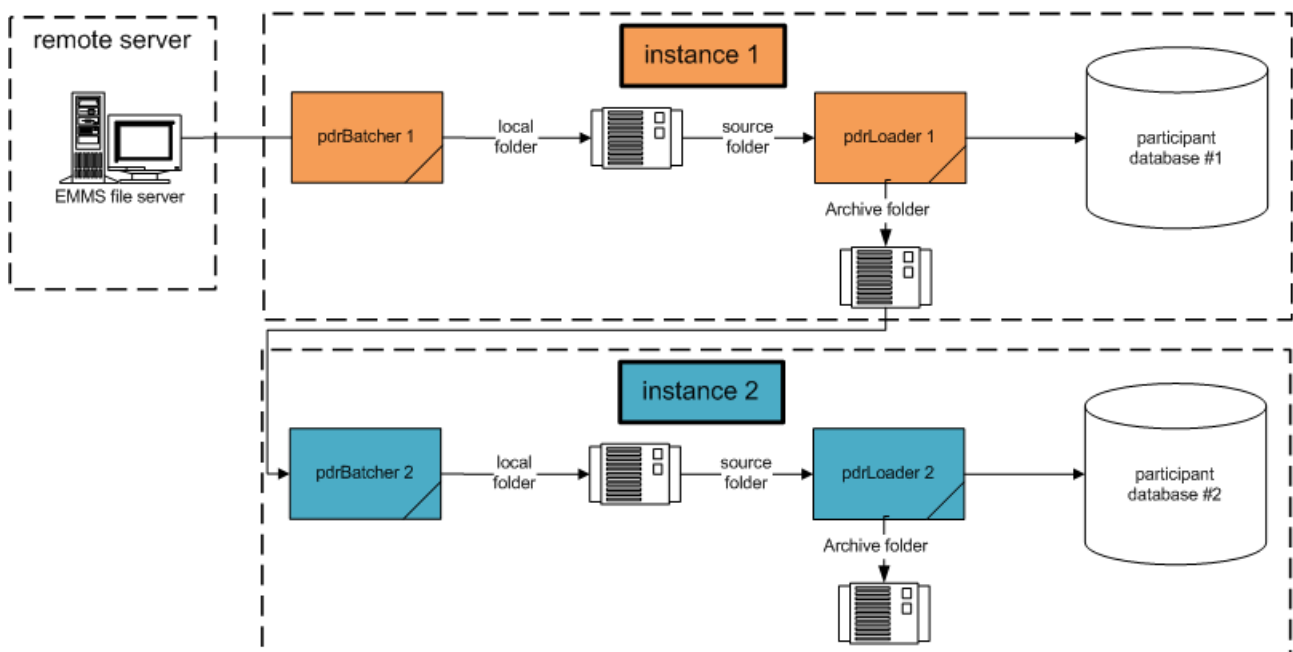 remote server
EMMS file server
instance 1
pdrBatcher 1
local
folder
source
folder
pdrLoader 1
participant
database #1
Archive folder
instance 2
pdrBatcher 2
local
folder
source
folder
pdrLoader 2
participant
database #2
Archive folder